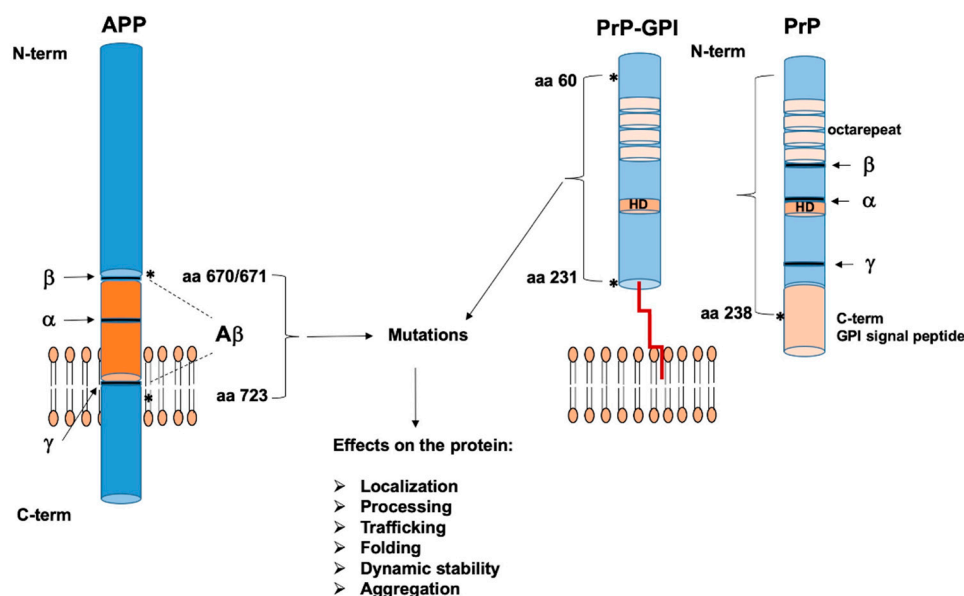 APP
N-term
β
α
γ
C-term
*
*
Aβ
aa 670/671
aa 723
Mutations
Effects on the protein:
➢ Localization
➢ Processing
➢ Trafficking
➢ Folding
➢ Dynamic stability
➢ Aggregation
PrP-GPI
aa 60
*
HD
aa 231
*
PrP
N-term
octarepeat
β
α
HD
γ
aa 238
*
C-term
GPI signal peptide